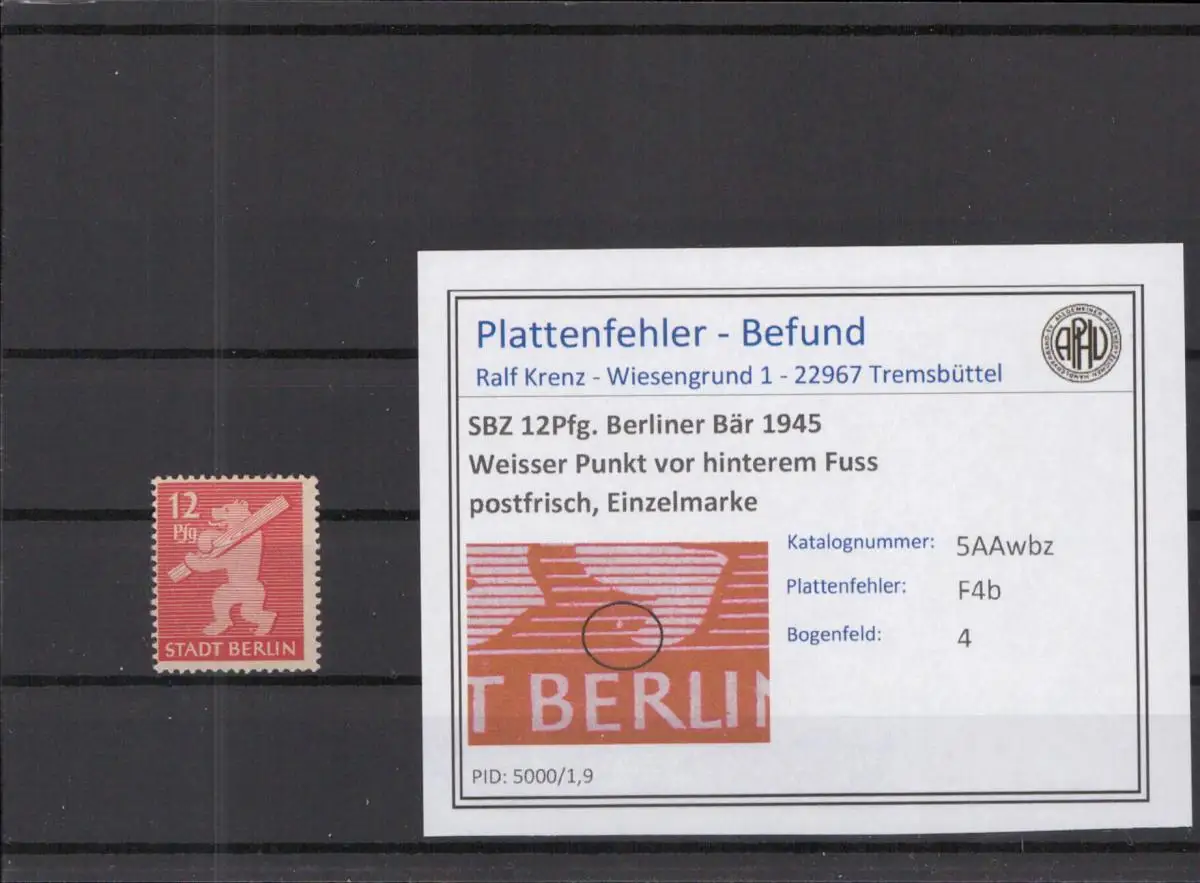 12
Pfg
STADT BERLIN
Plattenfehler - Befund
Ralf Krenz - Wiesengrund 1 - 22967 Tremsbüttel
APHV
SBZ 12Pfg. Berliner Bär 1945
Weisser Punkt vor hinterem Fuss
postfrisch, Einzelmarke
Katalognummer: 5AAwbz
Plattenfehler: F4b
Bogenfeld: 4
T BERLIN
PID: 5000/1,9